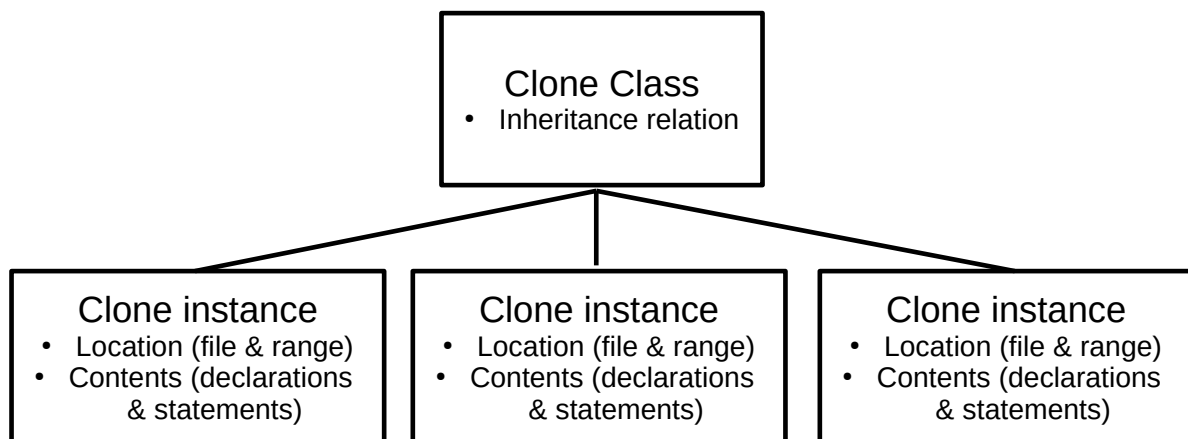 Clone Class
• Inheritance relation
Clone instance
• Location (file & range)
• Contents (declarations
& statements)
Clone instance
• Location (file & range)
• Contents (declarations
& statements)
Clone instance
• Location (file & range)
• Contents (declarations
& statements)